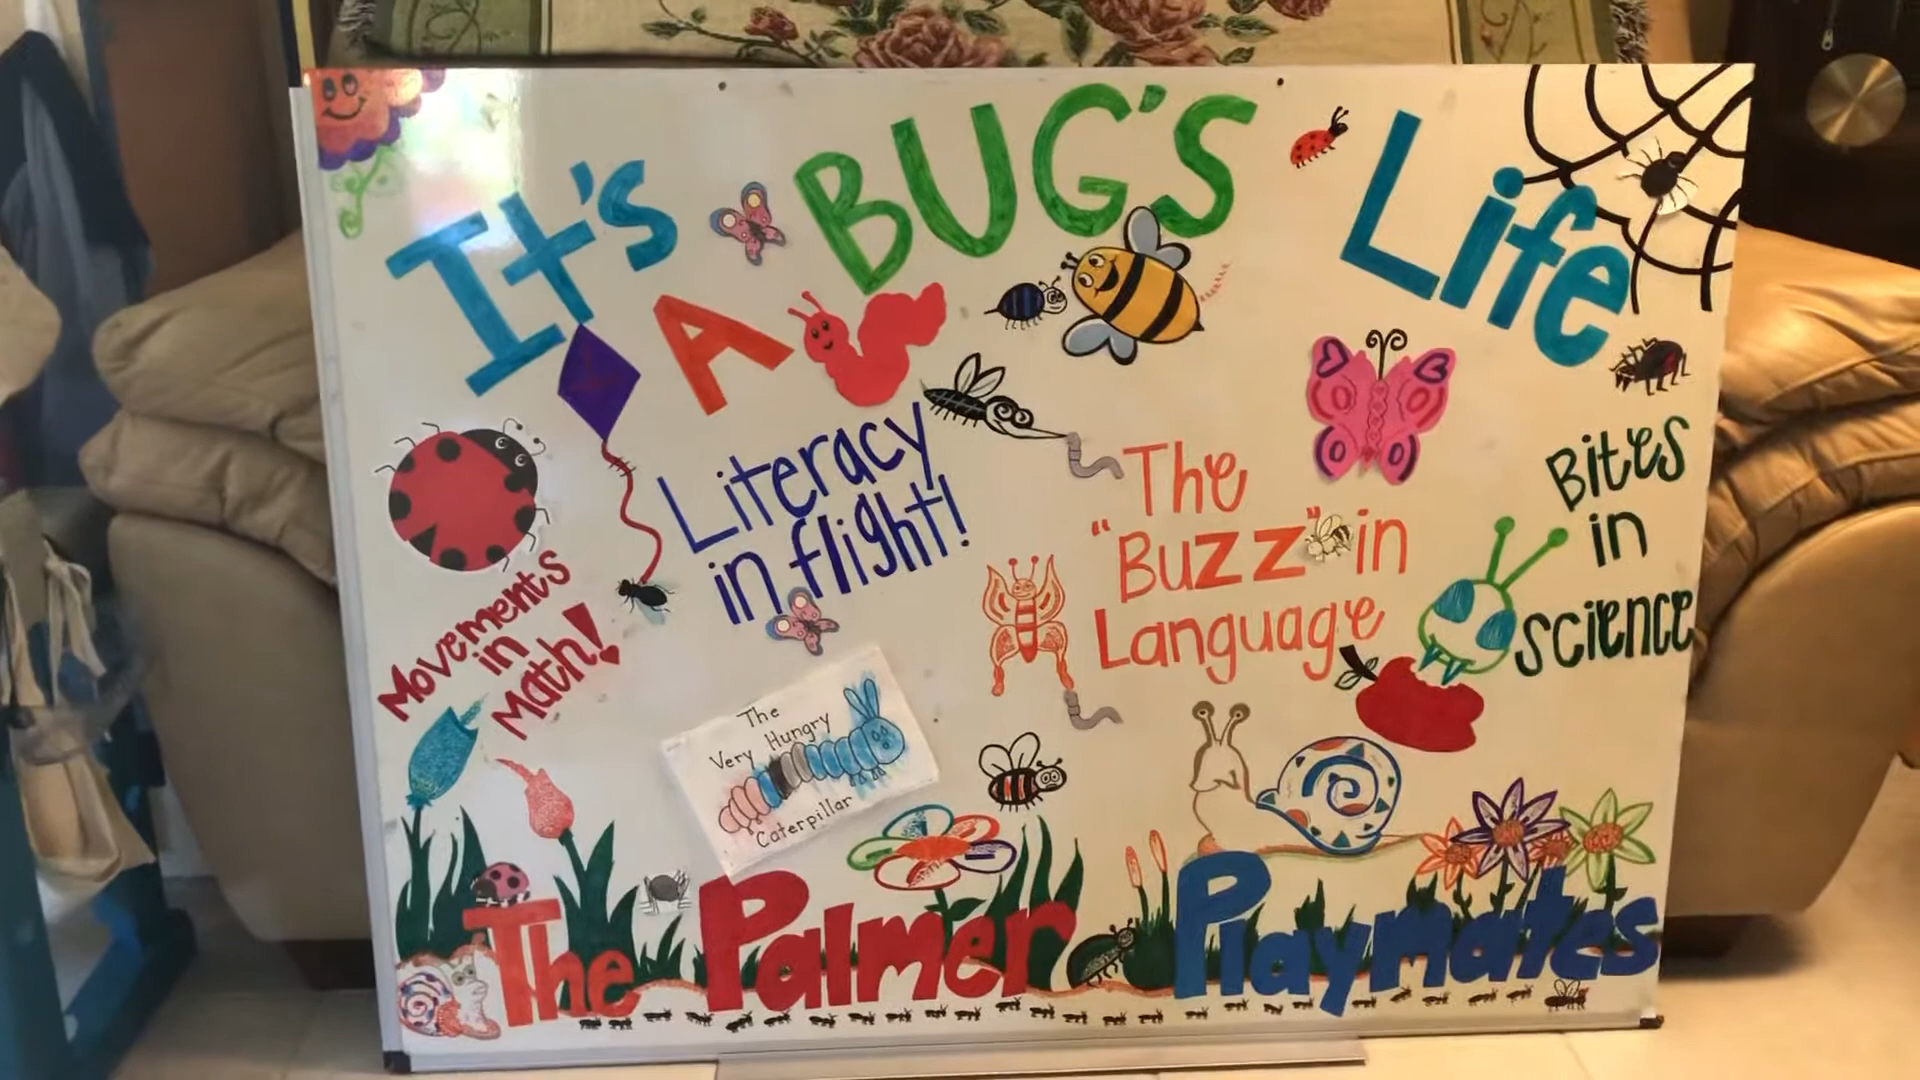 It's
A
BUG'S
Life
Literacy
in flight!
The
"Buzz" in
Language
Bites
in
science
Movements
in
Math!
The
Very Hungry
Caterpillar
The Palmer Playmates